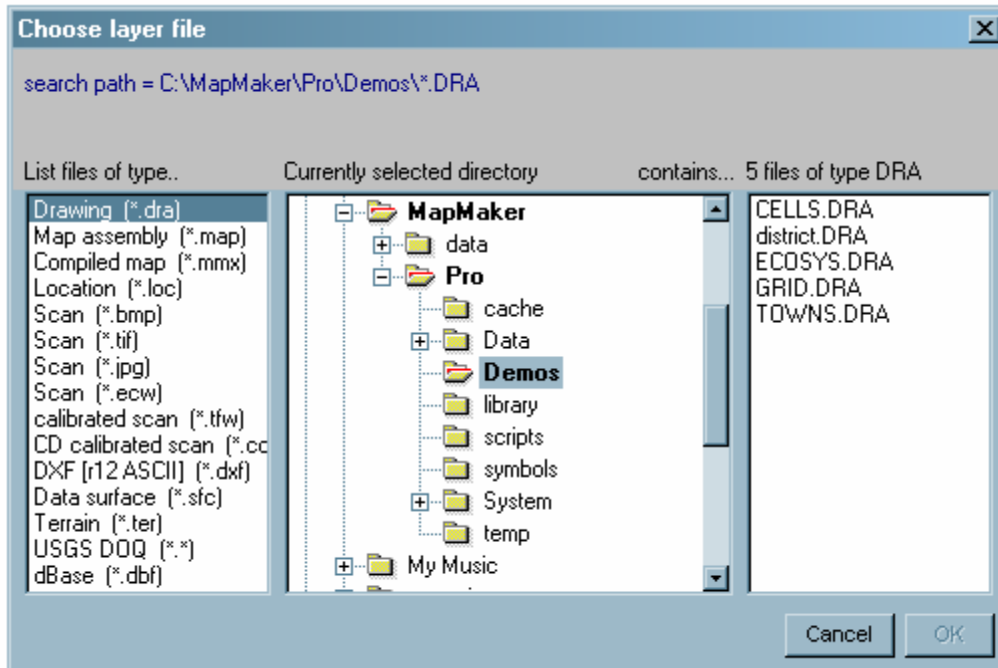 Choose layer file
search path = C:\MapMaker\Pro\Demos\*.DRA
List files of type..
Drawing (*.dra)
Map assembly (*.map)
Compiled map (*.mmx)
Location (*.loc)
Scan (*.bmp)
Scan (*.tif)
Scan (*.jpg)
Scan (*.ecw)
calibrated scan (*.tfw)
CD calibrated scan (*.cc
DXF [r12 ASCII] (*.dxf)
Data surface (*.sfc)
Terrain (*.ter)
USGS DOQ (*.*)
dBase (*.dbf)
Currently selected directory contains...
MapMaker
data
Pro
cache
Data
Demos
library
scripts
symbols
System
temp
My Music
5 files of type DRA
CELLS.DRA
district.DRA
ECOSYS.DRA
GRID.DRA
TOWNS.DRA
Cancel OK